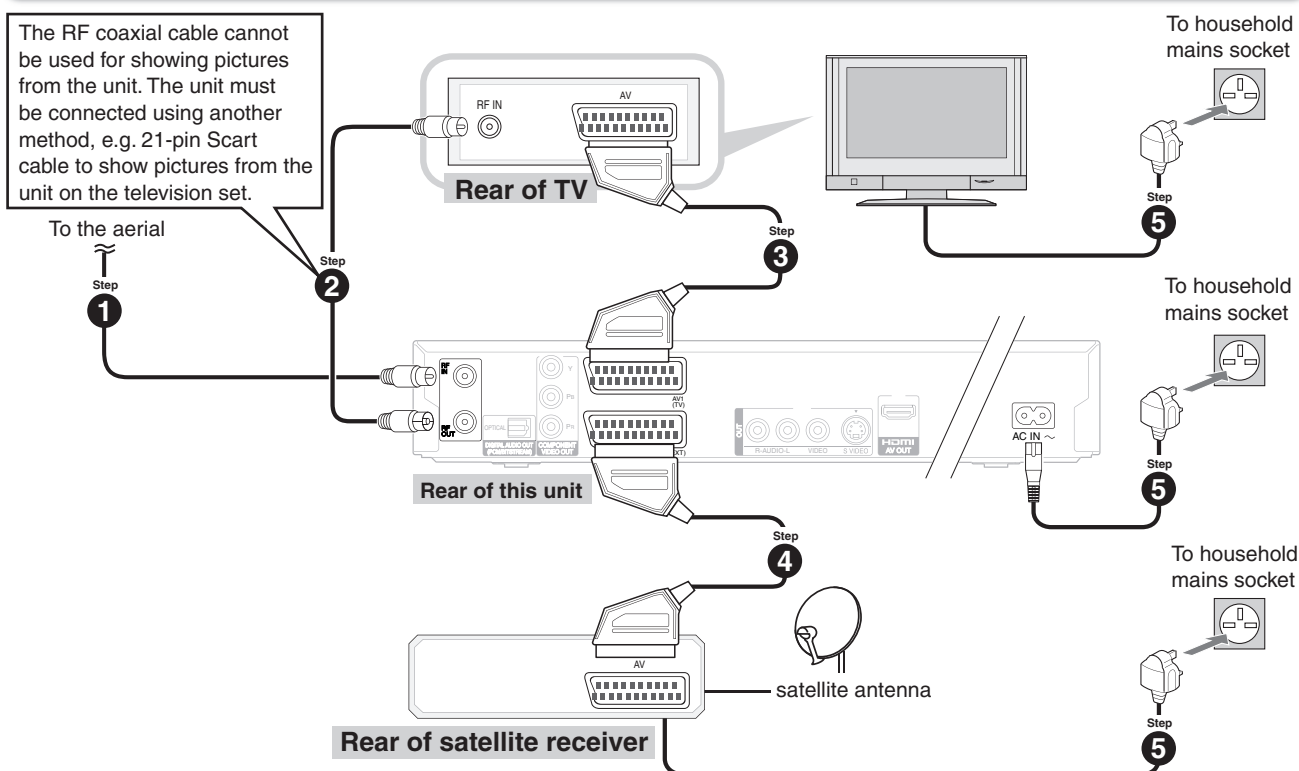 The RF coaxial cable cannot
be used for showing pictures
from the unit. The unit must
be connected using another
method, e.g. 21-pin Scart
cable to show pictures from the
unit on the television set.
To household
mains socket
RF IN
AV
Rear of TV
Step
5
To the aerial
Step
1
Step
2
Step
3
To household
mains socket
RF
IN
RF
OUT
Y
PB
PR
OPTICAL
DIGITAL AUDIO OUT
COMPONENT
VIDEO OUT
AV1
(TV)
EXT)
OUT
R-AUDIO-L
VIDEO
S VIDEO
HDMI
AV OUT
AC IN ~
Step
5
Rear of this unit
Step
4
To household
mains socket
AV
satellite antenna
Rear of satellite receiver
Step
5